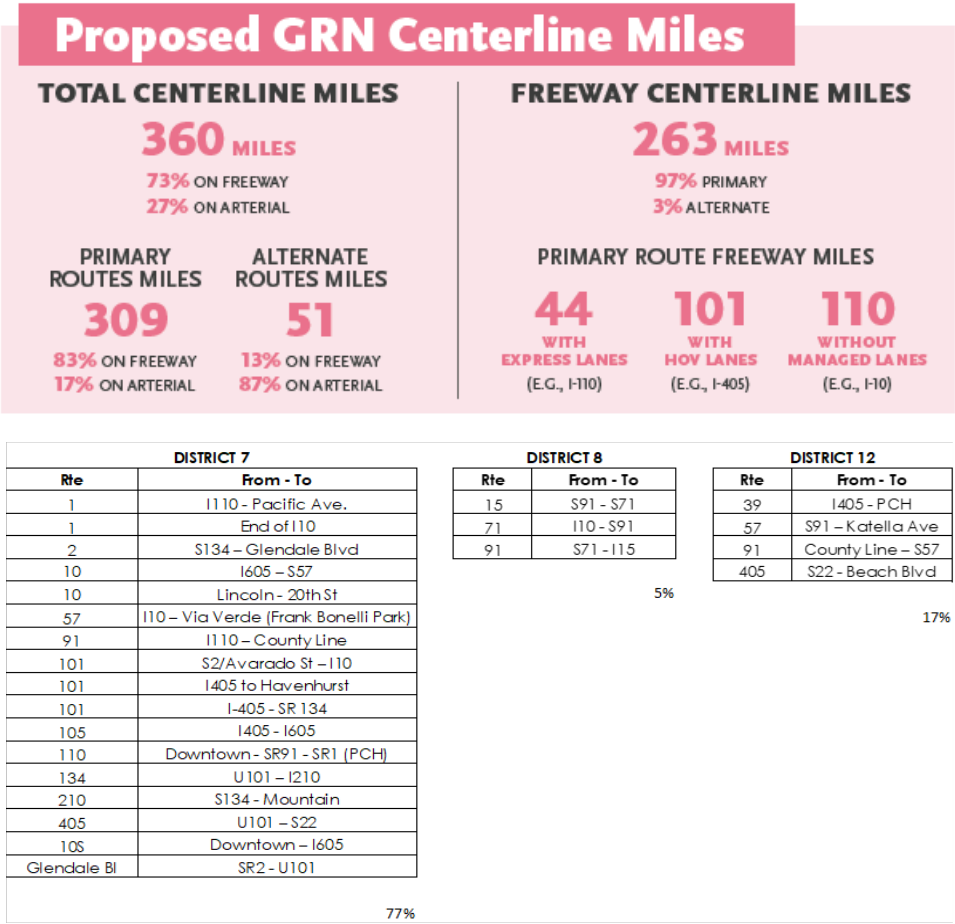 Proposed GRN Centerline Miles
TOTAL CENTERLINE MILES
360 MILES
73% ON FREEWAY
27% ON ARTERIAL
PRIMARY
ROUTES MILES
309
83% ON FREEWAY
17% ON ARTERIAL
ALTERNATE
ROUTES MILES
51
13% ON FREEWAY
87% ON ARTERIAL
FREEWAY CENTERLINE MILES
263 MILES
97% PRIMARY
3% ALTERNATE
PRIMARY ROUTE FREEWAY MILES
44
WITH
EXPRESS LANES
(E.G., I-110)
101
WITH
HOV LANES
(E.G., I-405)
110
WITHOUT
MANAGED LANES
(E.G., I-10)
DISTRICT 7
Rte From - To
1 I110 - Pacific Ave.
1 End of I10
2 S134 – Glendale Blvd
10 I605 – S57
10 Lincoln - 20th St
57 I10 – Via Verde (Frank Bonelli Park)
91 I110 – County Line
101 S2/Avarado St – I10
101 I405 to Havenhurst
101 I-405 - SR 134
105 I405 - I605
110 Downtown - SR91 - SR1 (PCH)
134 U101 – I210
210 S134 - Mountain
405 U101 – S22
10S Downtown – I605
Glendale Bl SR2 - U101
77%
DISTRICT 8
Rte From - To
15 S91 - S71
71 I10 - S91
91 S71 - I15
5%
DISTRICT 12
Rte From - To
39 I405 - PCH
57 S91 – Katella Ave
91 County Line – S57
405 S22 - Beach Blvd
17%